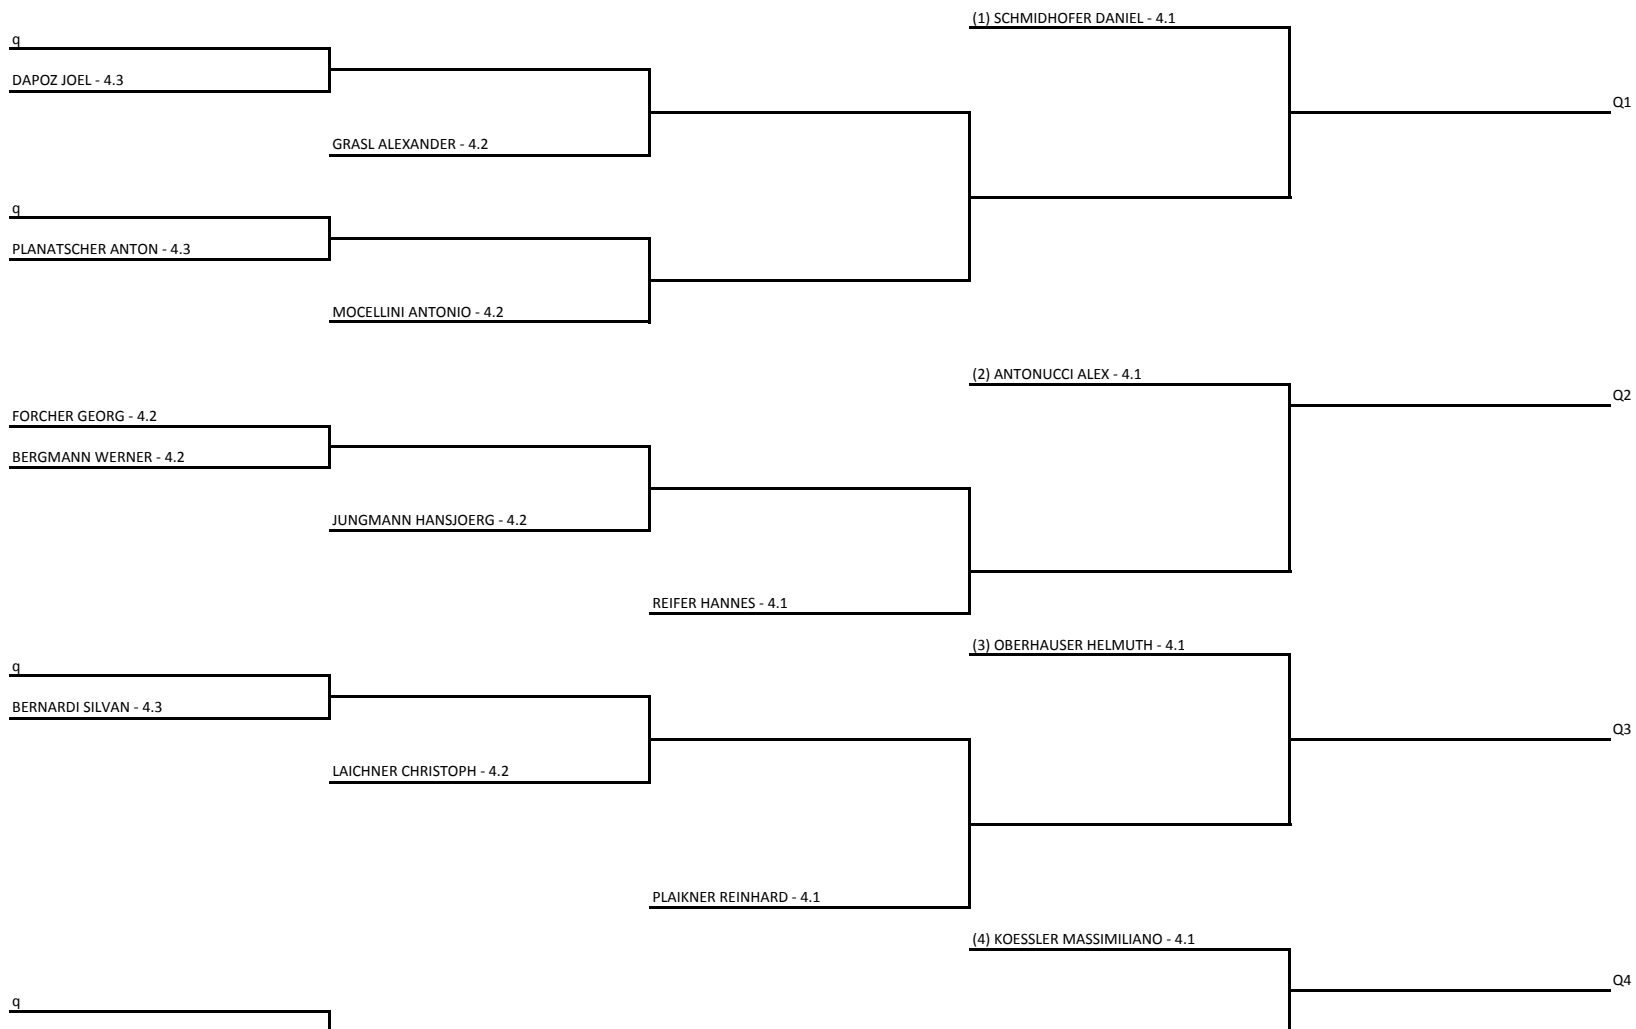 (1) SCHMIDHOFER DANIEL - 4.1
q
DAPOZ JOEL - 4.3
Q1
GRASL ALEXANDER - 4.2
q
PLANATSCHER ANTON - 4.3
MOCELLINI ANTONIO - 4.2
(2) ANTONUCCI ALEX - 4.1
Q2
FORCHER GEORG - 4.2
BERGMANN WERNER - 4.2
JUNGMANN HANSJOERG - 4.2
REIFER HANNES - 4.1
(3) OBERHAUSER HELMUTH - 4.1
q
BERNARDI SILVAN - 4.3
Q3
LAICHNER CHRISTOPH - 4.2
PLAIKNER REINHARD - 4.1
(4) KOESSLER MASSIMILIANO - 4.1
Q4
q